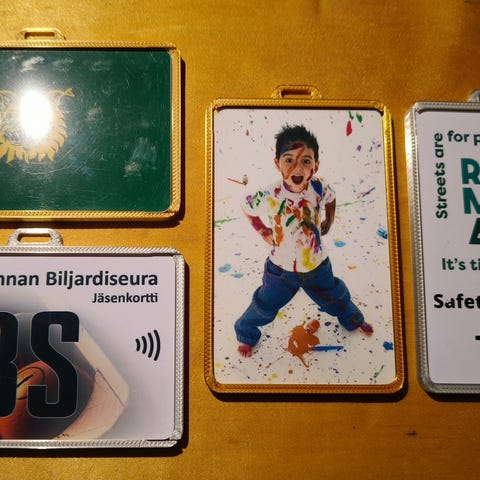 nnan Biljardiseura
Jäsenkortti
BS
Streets are
for p
R
It's ti
Safet